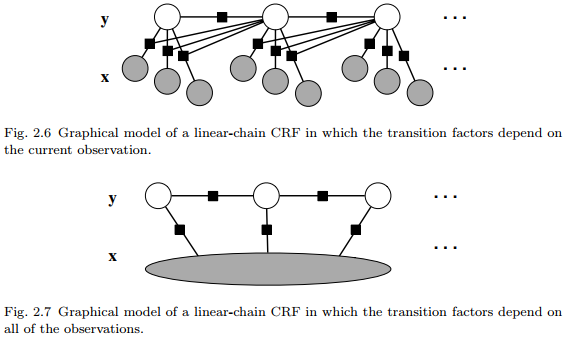 y
. . .
x
. . .
Fig. 2.6 Graphical model of a linear-chain CRF in which the transition factors depend on
the current observation.
y
. . .
x
. . .
Fig. 2.7 Graphical model of a linear-chain CRF in which the transition factors depend on
all of the observations.